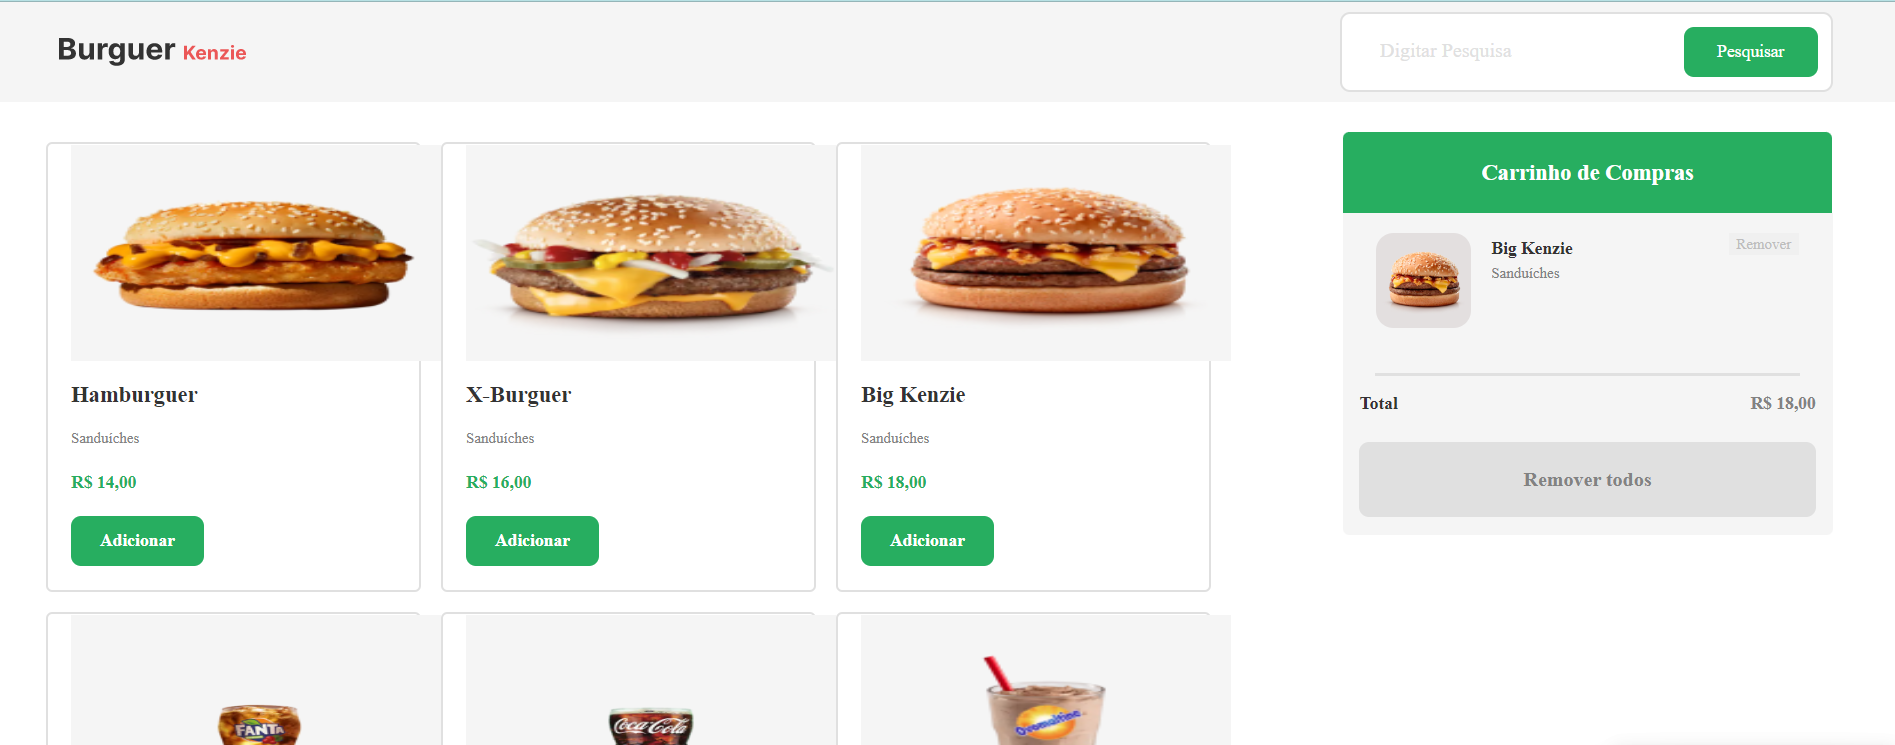 Burguer Kenzie
Digitar Pesquisa
Pesquisar
Hamburguer
Sanduíches
R$ 14,00
Adicionar
X-Burguer
Sanduíches
R$ 16,00
Adicionar
Big Kenzie
Sanduíches
R$ 18,00
Adicionar
FANTA
Coca-Cola
Ovomaltine
Carrinho de Compras
Big Kenzie
Remover
Sanduíches
Total
R$ 18,00
Remover todos